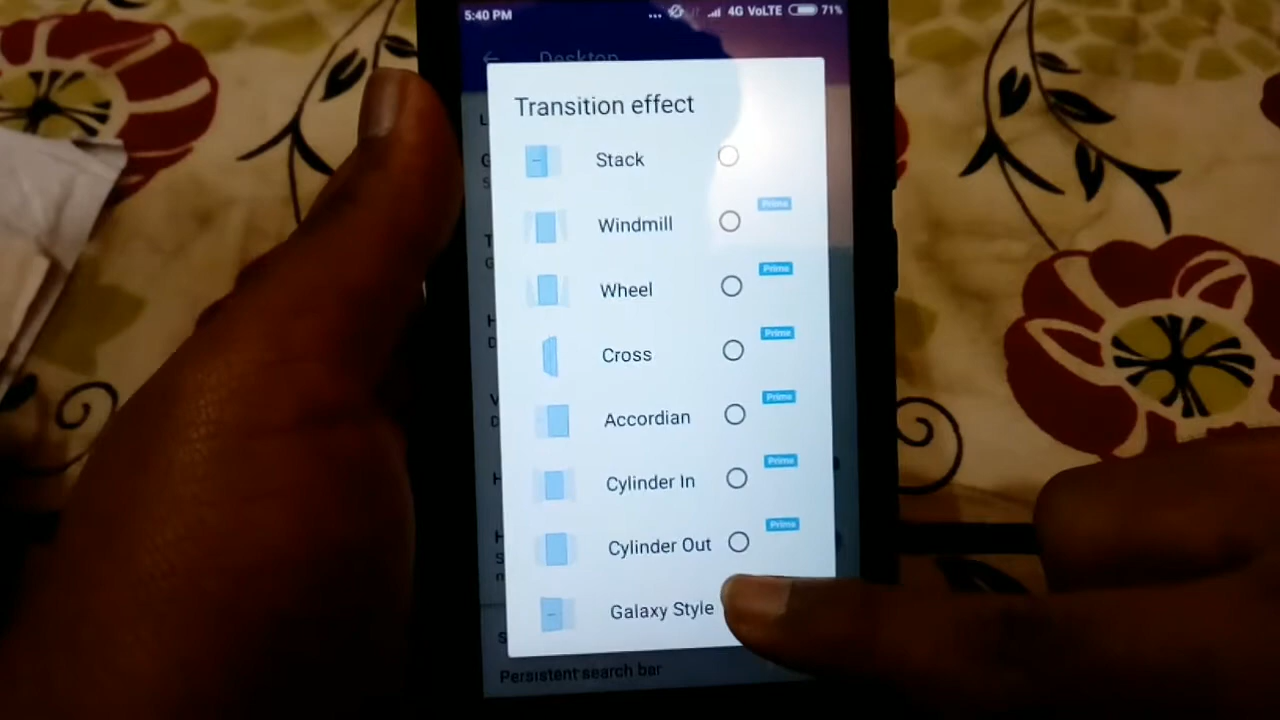 5:40 PM ... 4G VoLTE 71%
Desktop
Transition effect
Stack
Prime
Windmill
Prime
Wheel
Prime
Cross
Prime
Accordian
Prime
Cylinder In
Prime
Cylinder Out
Galaxy Style
Persistent search bar